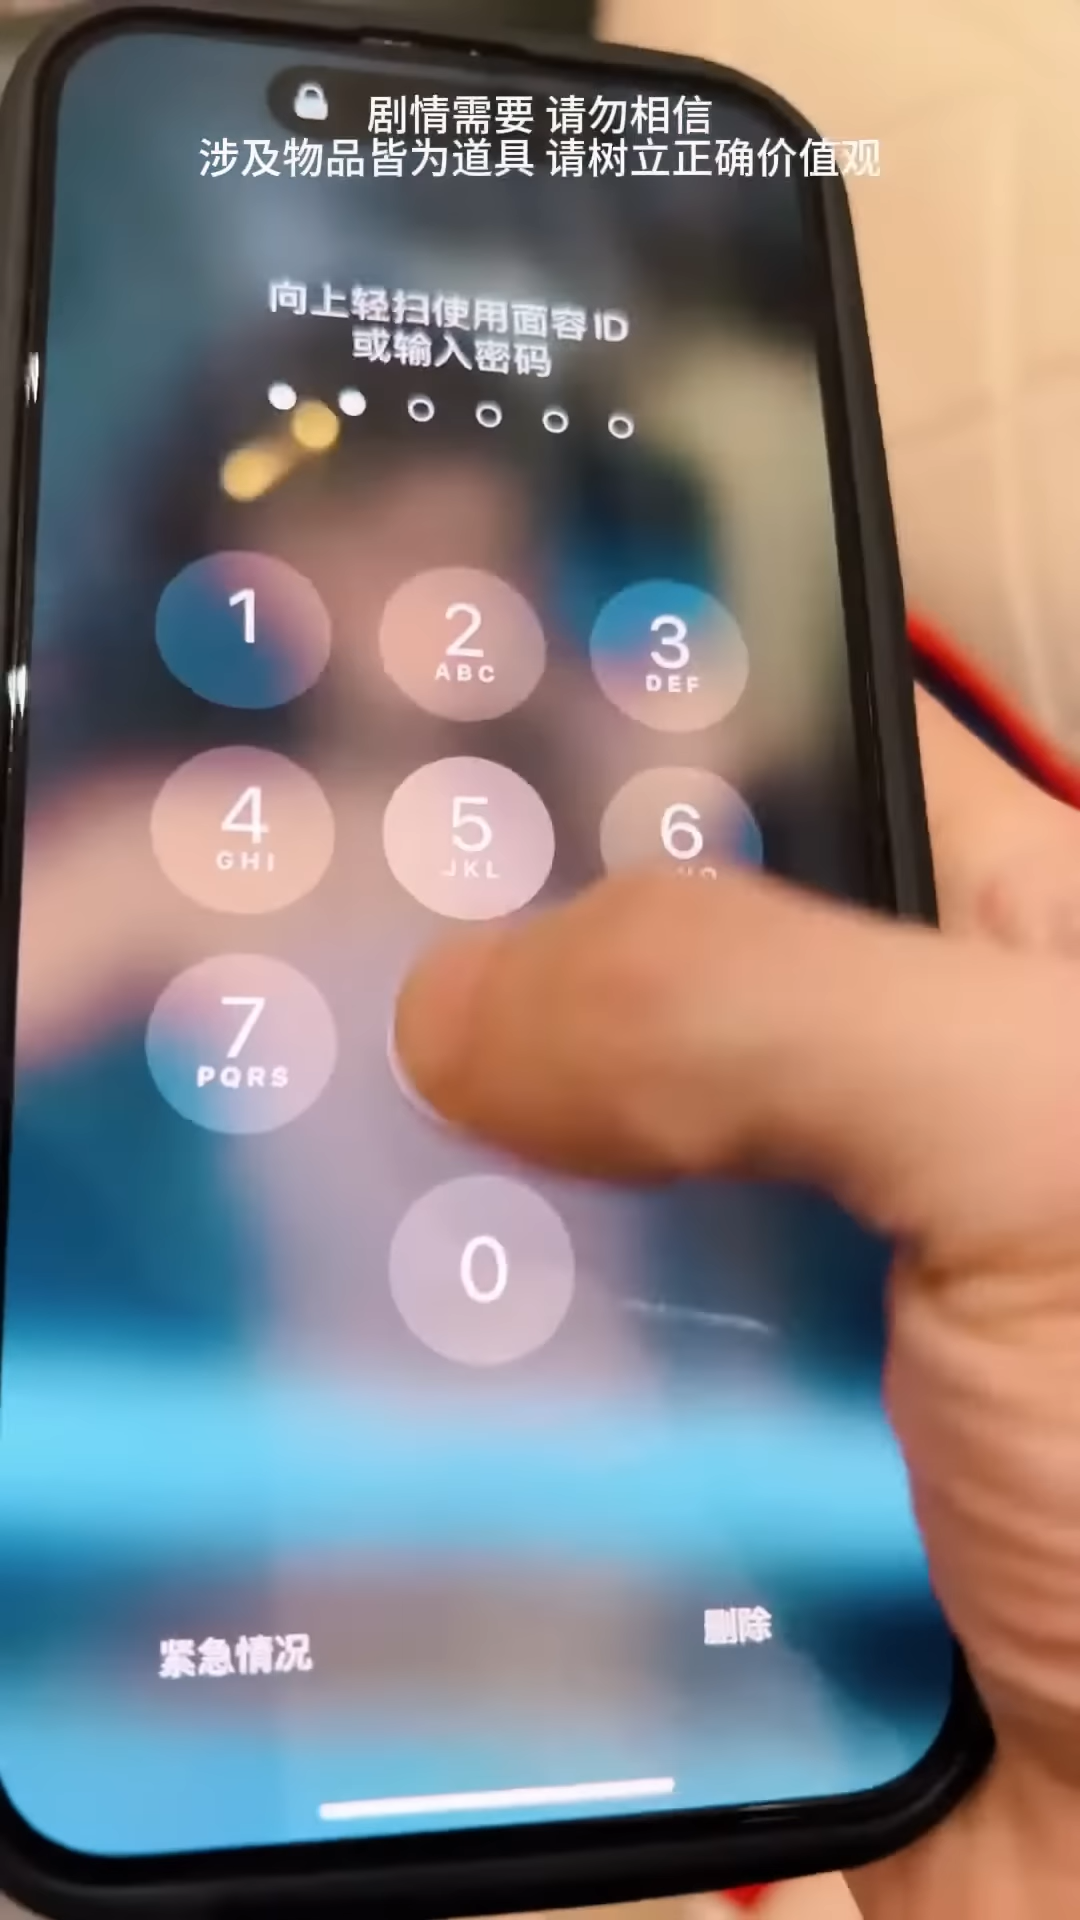 剧情需要 请勿相信
涉及物品皆为道具 请树立正确价值观
向上轻扫使用面容ID
或输入密码
1
2
ABC
3
DEF
4
GHI
5
JKL
6
7
PQRS
0
紧急情况
删除